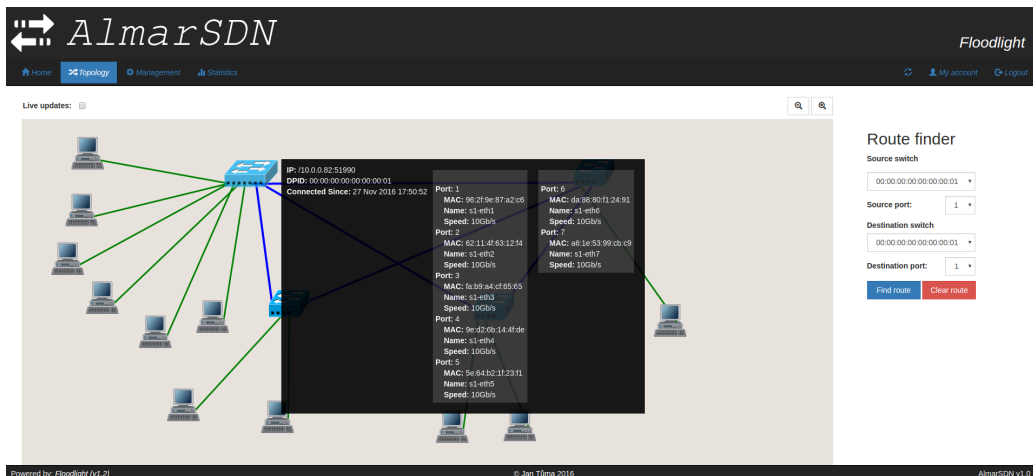 AlmarSDN
Floodlight
Home Topology Management Statistics My account Logout
Live updates:
IP: /10.0.0.82:51990
DPID: 00:00:00:00:00:00:00:01
Connected Since: 27 Nov 2016 17:50:52
Port: 1
MAC: 96:2f:9e:87:a2:c6
Name: s1-eth1
Speed: 10Gb/s
Port: 2
MAC: 62:11:4f:63:12:f4
Name: s1-eth2
Speed: 10Gb/s
Port: 3
MAC: fa:b9:a4:cf:65:65
Name: s1-eth3
Speed: 10Gb/s
Port: 4
MAC: 9e:d2:6b:14:4f:de
Name: s1-eth4
Speed: 10Gb/s
Port: 5
MAC: 5e:64:b2:1f:23:f1
Name: s1-eth5
Speed: 10Gb/s
Port: 6
MAC: da:88:80:f1:24:91
Name: s1-eth6
Speed: 10Gb/s
Port: 7
MAC: a6:1e:53:99:cb:c9
Name: s1-eth7
Speed: 10Gb/s
Route finder
Source switch
00:00:00:00:00:00:00:01
Source port: 1
Destination switch
00:00:00:00:00:00:00:01
Destination port: 1
Find route Clear route
Powered by: Floodlight (v1.2) © Jan Tůma 2016 AlmarSDN v1.0